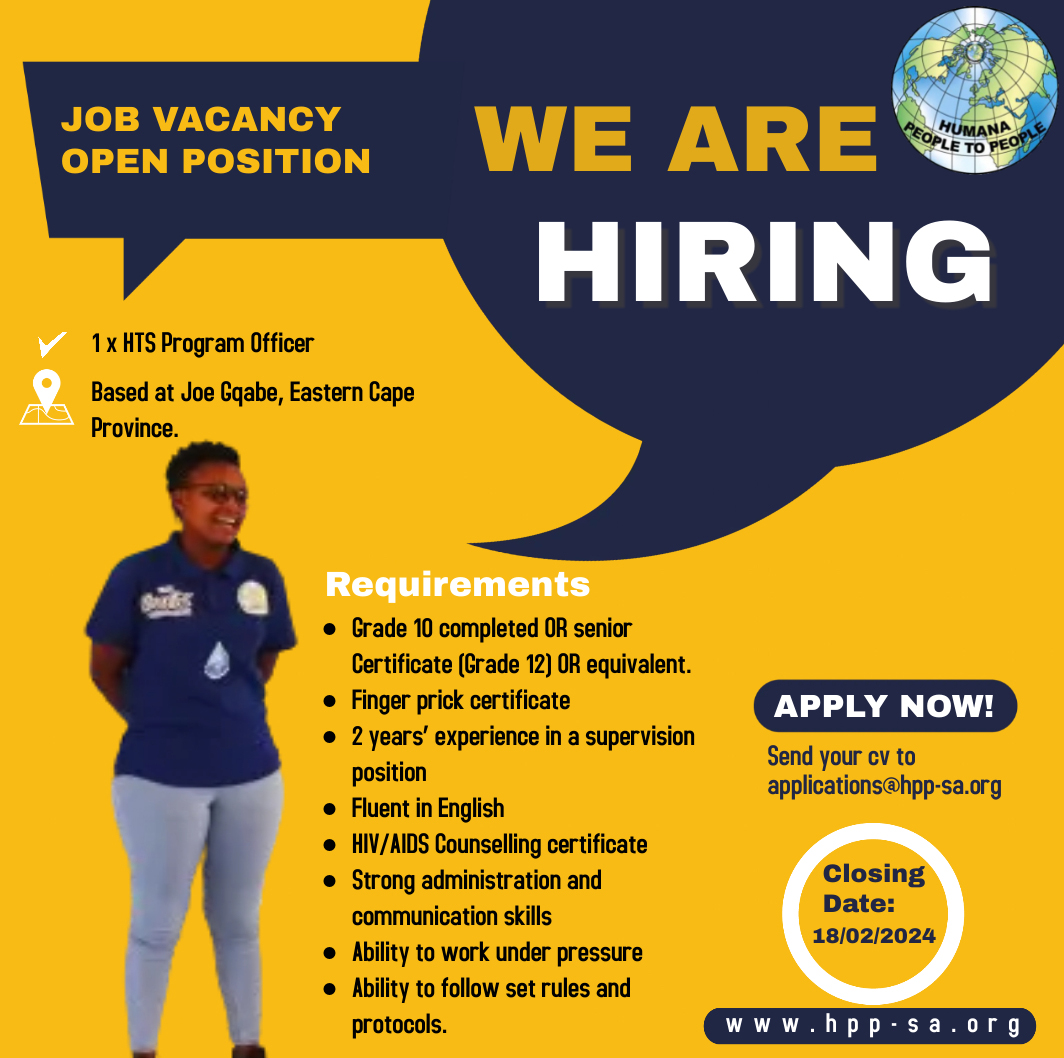 JOB VACANCY
OPEN POSITION
WE ARE
HIRING
HUMANA
PEOPLE TO PEOPLE
1 x HTS Program Officer
Based at Joe Gqabe, Eastern Cape
Province.
Requirements
• Grade 10 completed OR senior
Certificate (Grade 12) OR equivalent.
• Finger prick certificate
• 2 years’ experience in a supervision
position
• Fluent in English
• HIV/AIDS Counselling certificate
• Strong administration and
communication skills
• Ability to work under pressure
• Ability to follow set rules and
protocols.
APPLY NOW!
Send your cv to
applications@hpp-sa.org
Closing
Date:
18/02/2024
www.hpp-sa.org